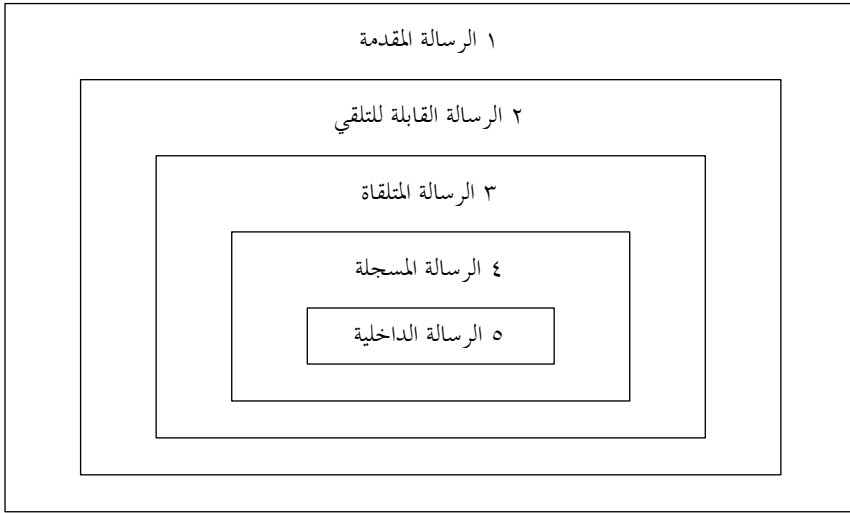 ١ الرسالة المقدمة
٢ الرسالة القابلة للتلقي
٣ الرسالة المتلقاة
٤ الرسالة المسجلة
٥ الرسالة الداخلية